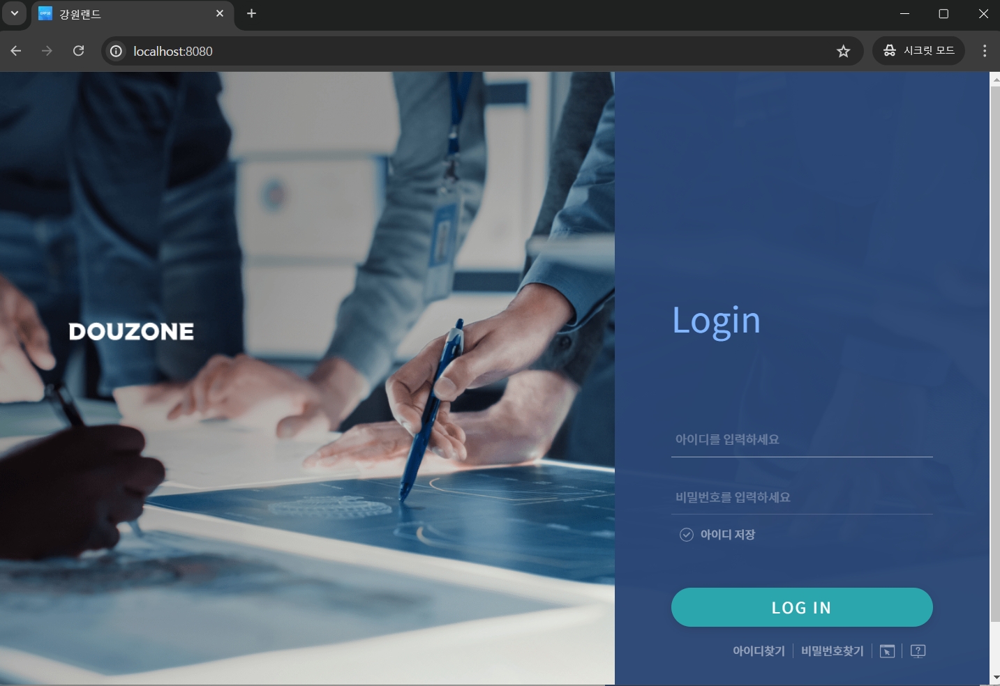 강원랜드
localhost:8080
시크릿 모드
DOUZONE
Login
아이디를 입력하세요
비밀번호를 입력하세요
아이디 저장
LOG IN
아이디찾기
비밀번호찾기